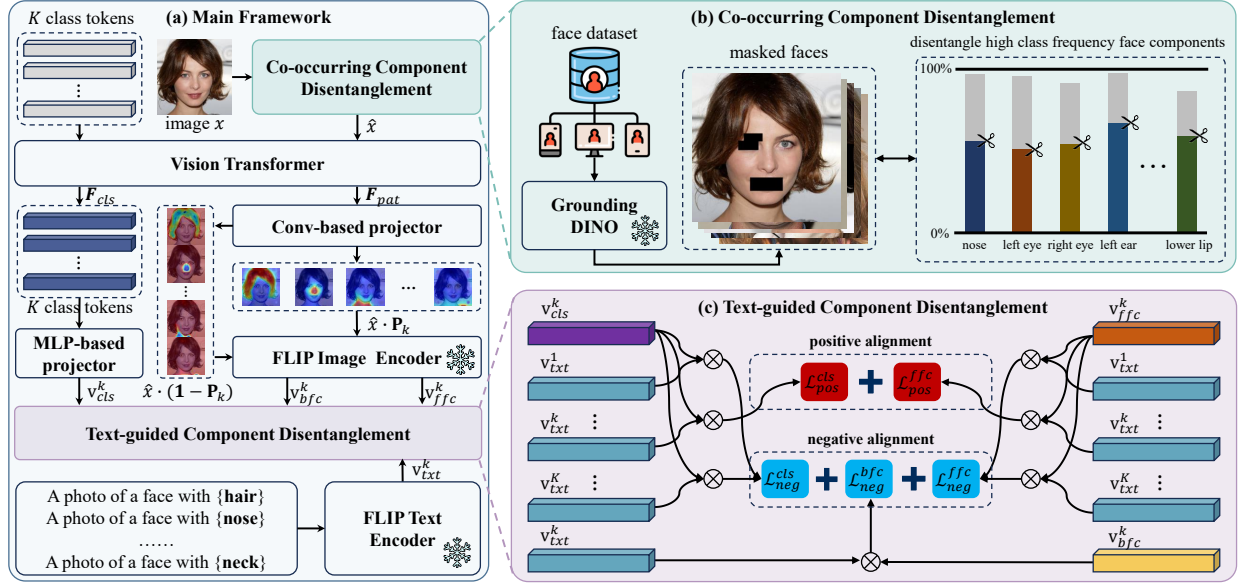 (a) Main Framework
K class tokens
image x
Co-occurring Component
Disentanglement
x̂
Vision Transformer
F_cls
F_pat
Conv-based projector
K class tokens
x̂ · P_k
MLP-based
projector
FLIP Image Encoder
v^k_cls
x̂ · (1 − P_k)
v^k_bfc
v^k_ffc
Text-guided Component Disentanglement
v^k_txt
A photo of a face with {hair}
A photo of a face with {nose}
......
A photo of a face with {neck}
FLIP Text
Encoder
(b) Co-occurring Component Disentanglement
face dataset
Grounding
DINO
masked faces
disentangle high class frequency face components
100%
0%
nose
left eye
right eye
left ear
lower lip
(c) Text-guided Component Disentanglement
v^k_cls
v^1_txt
v^k_txt
v^K_txt
v^k_txt
positive alignment
L^cls_pos + L^ffc_pos
negative alignment
L^cls_neg + L^bfc_neg + L^ffc_neg
v^k_ffc
v^1_txt
v^k_txt
v^K_txt
v^k_bfc